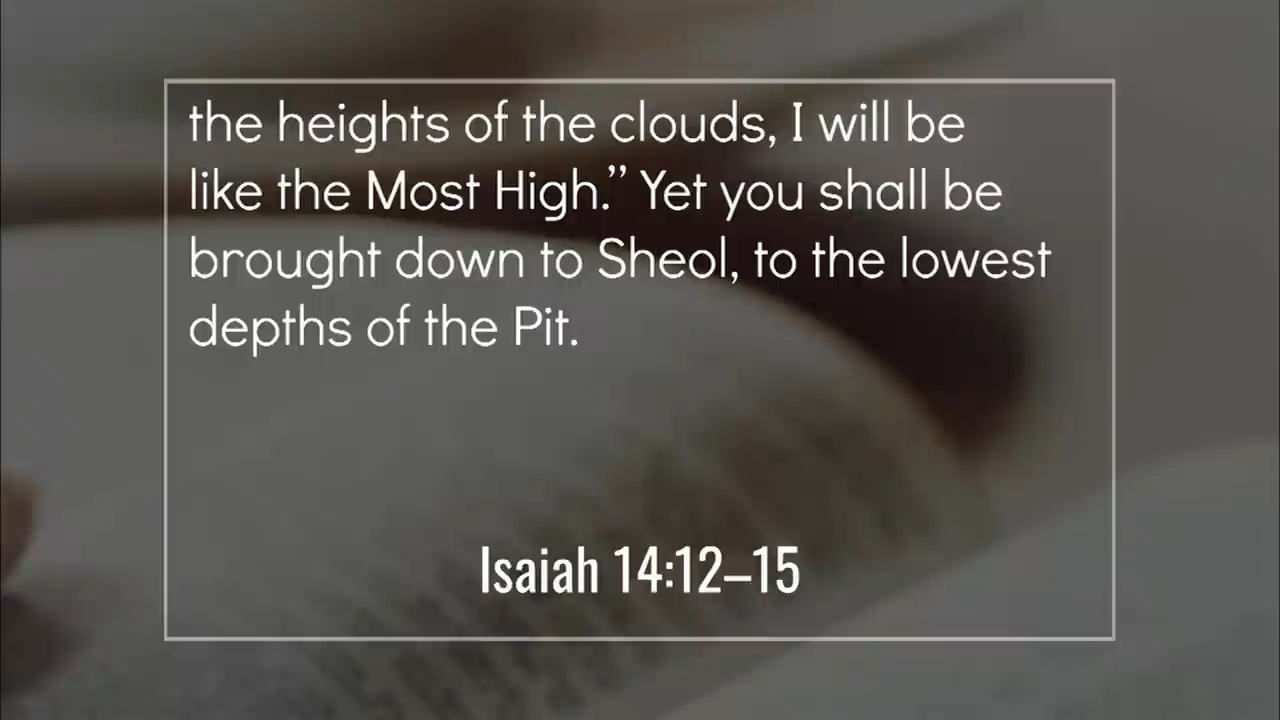 the heights of the clouds, I will be
like the Most High.” Yet you shall be
brought down to Sheol, to the lowest
depths of the Pit.
Isaiah 14:12–15